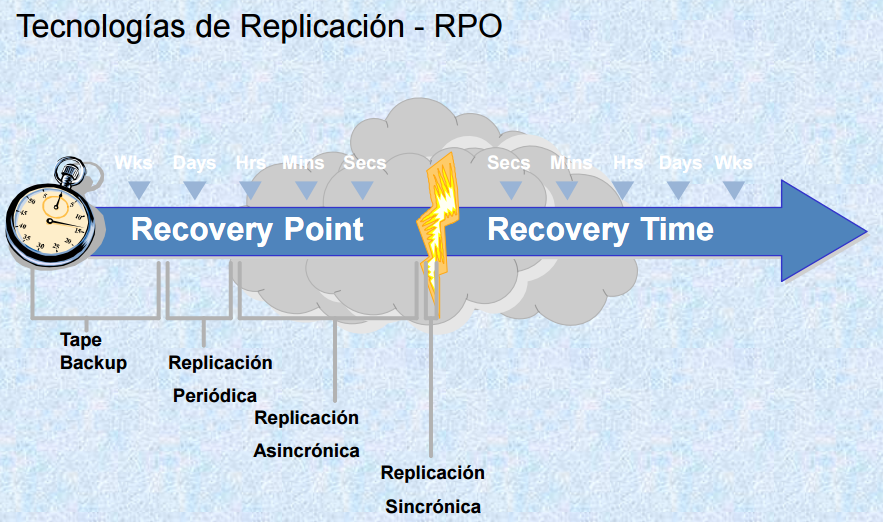 Tecnologías de Replicación - RPO
Wks Days Hrs Mins Secs Secs Mins Hrs Days Wks
Recovery Point Recovery Time
Tape
Backup
Replicación
Periódica
Replicación
Asincrónica
Replicación
Sincrónica